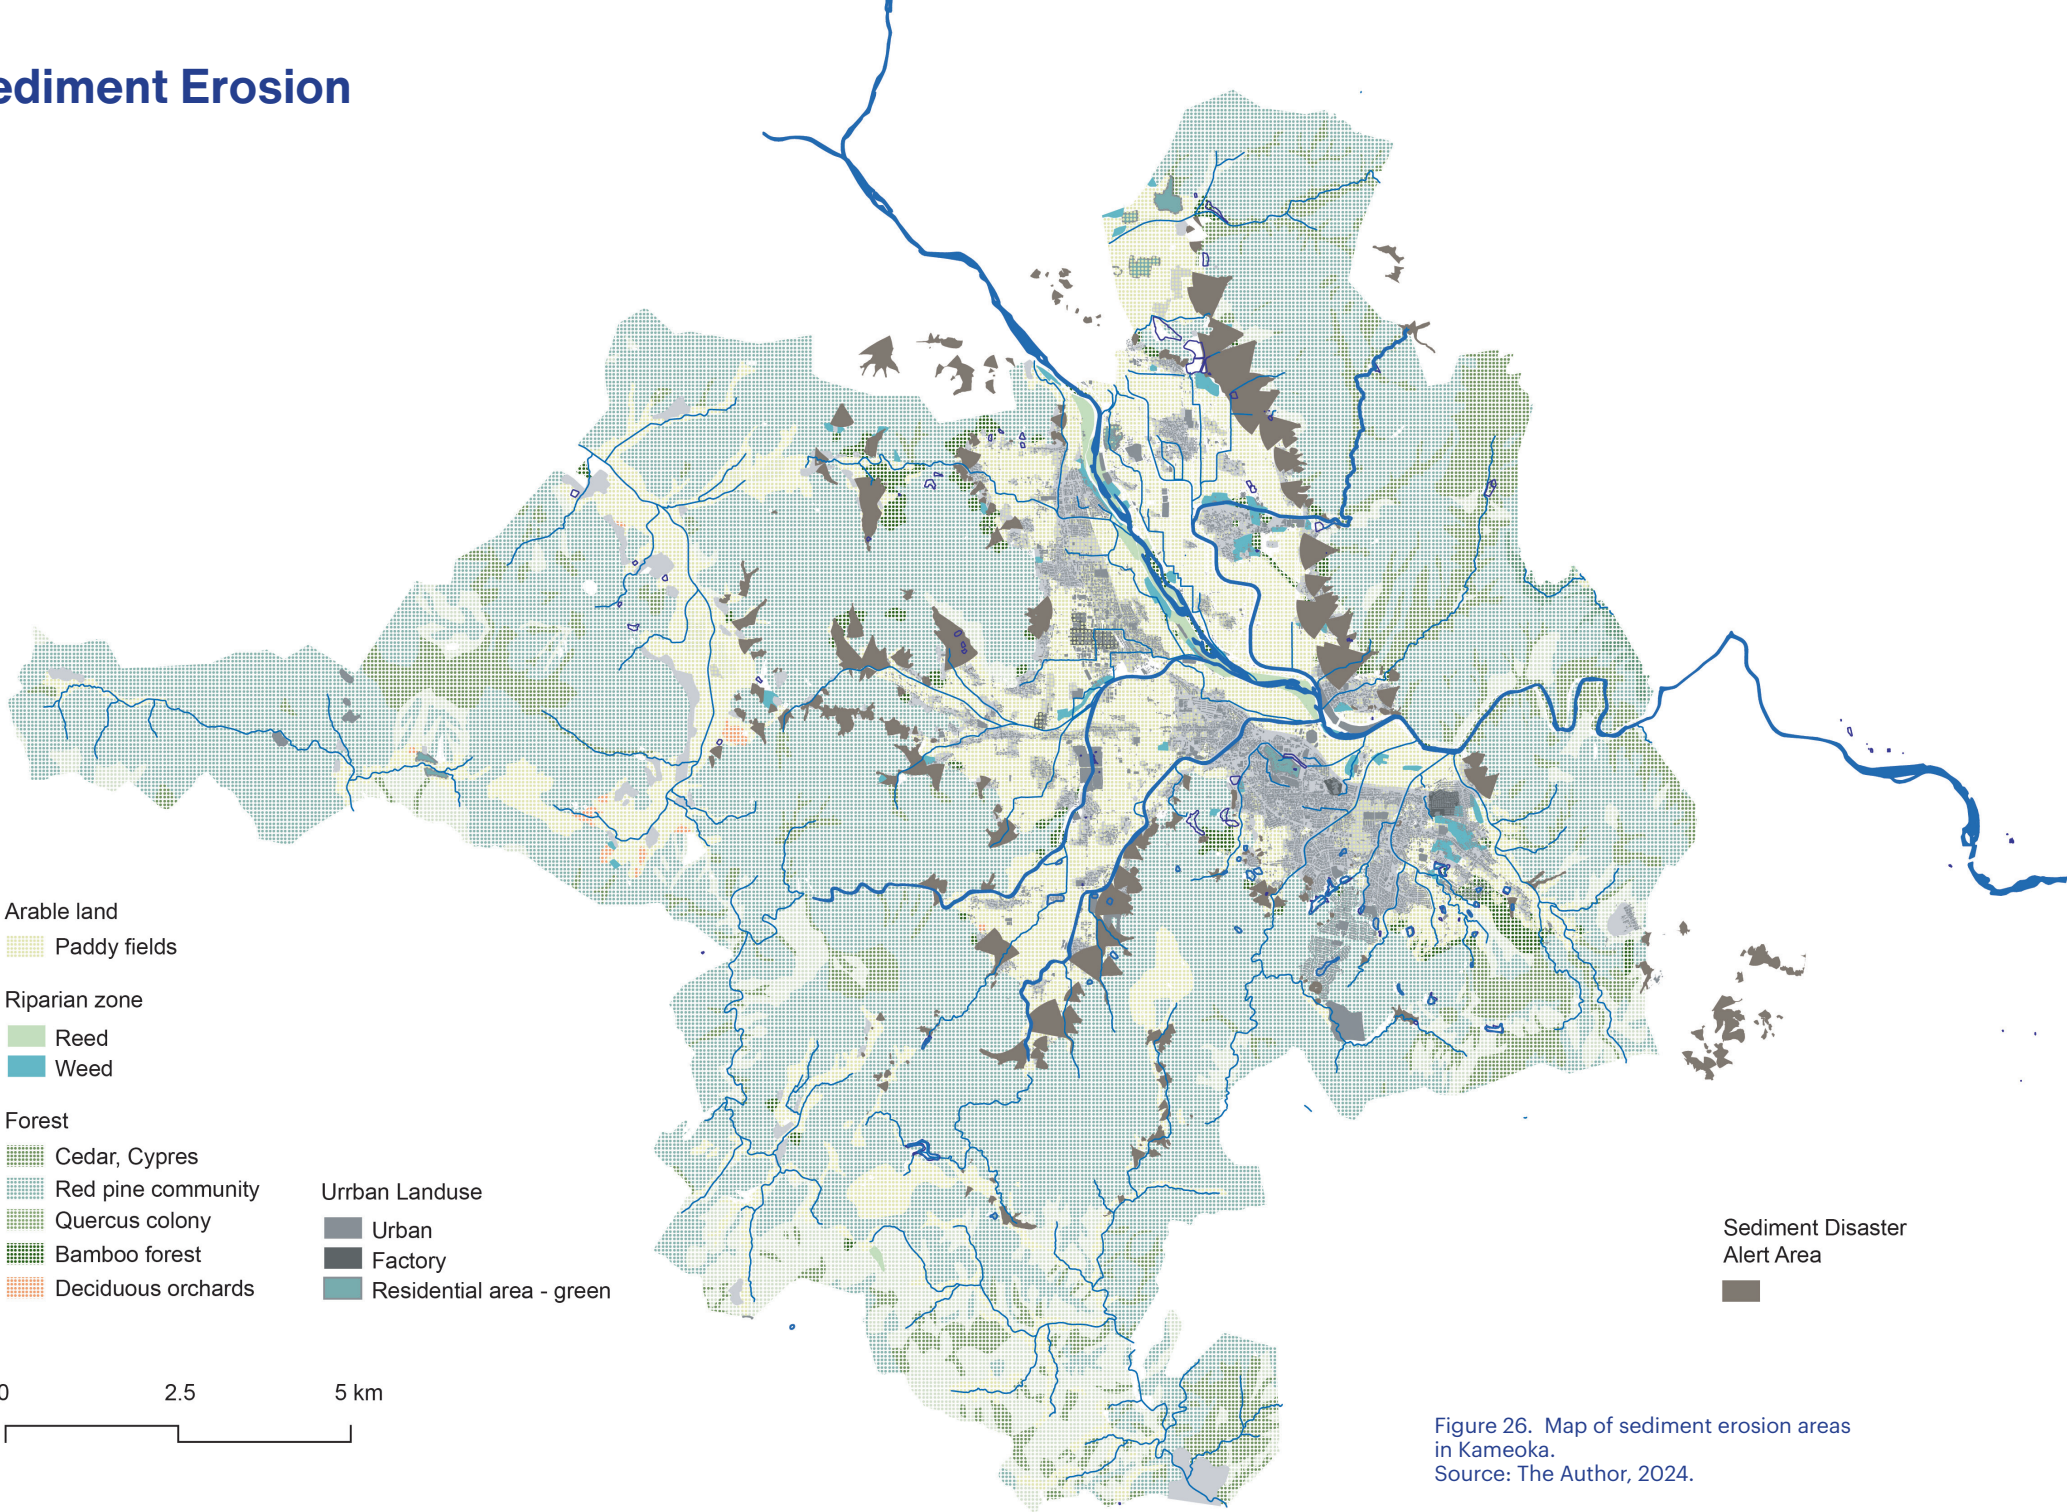 ediment Erosion
Arable land
Paddy fields
Riparian zone
Reed
Weed
Forest
Cedar, Cypres
Red pine community
Quercus colony
Bamboo forest
Deciduous orchards
Urrban Landuse
Urban
Factory
Residential area - green
0 2.5 5 km
Sediment Disaster
Alert Area
Figure 26. Map of sediment erosion areas
in Kameoka.
Source: The Author, 2024.